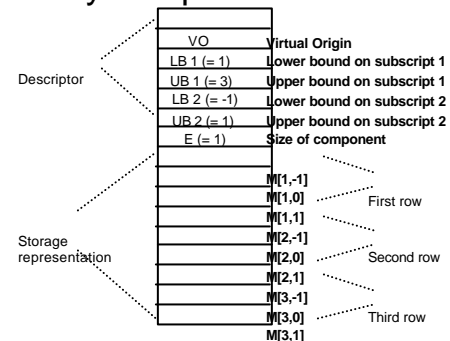 VO Virtual Origin
LB 1 (= 1) Lower bound on subscript 1
Descriptor UB 1 (= 3) Upper bound on subscript 1
LB 2 (= -1) Lower bound on subscript 2
UB 2 (= 1) Upper bound on subscript 2
E (= 1) Size of component
M[1,-1]
M[1,0] First row
M[1,1]
M[2,-1]
Storage
representation
M[2,0] Second row
M[2,1]
M[3,-1]
M[3,0] Third row
M[3,1]